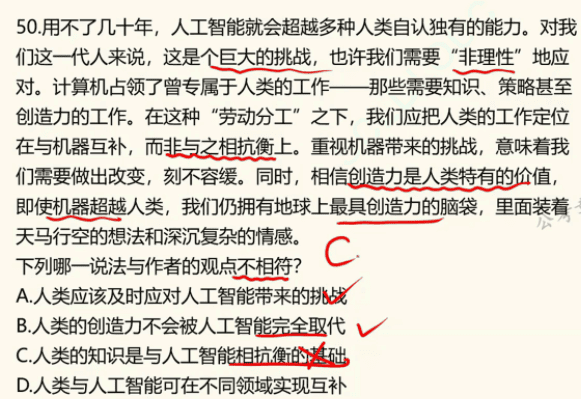 50.用不了几十年，人工智能就会超越多种人类自认独有的能力。对我
们这一代人来说，这是个巨大的挑战，也许我们需要“非理性”地应
对。计算机占领了曾专属于人类的工作——那些需要知识、策略甚至
创造力的工作。在这种“劳动分工”之下，我们应把人类的工作定位
在与机器互补，而非与之相抗衡上。重视机器带来的挑战，意味着我
们需要做出改变，刻不容缓。同时，相信创造力是人类特有的价值，
即使机器超越人类，我们仍拥有地球上最具创造力的脑袋，里面装着
天马行空的想法和深沉复杂的情感。
C.
下列哪一说法与作者的观点不相符？
A.人类应该及时应对人工智能带来的挑战
B.人类的创造力不会被人工智能完全取代
C.人类的知识是与人工智能相抗衡的基础
D.人类与人工智能可在不同领域实现互补